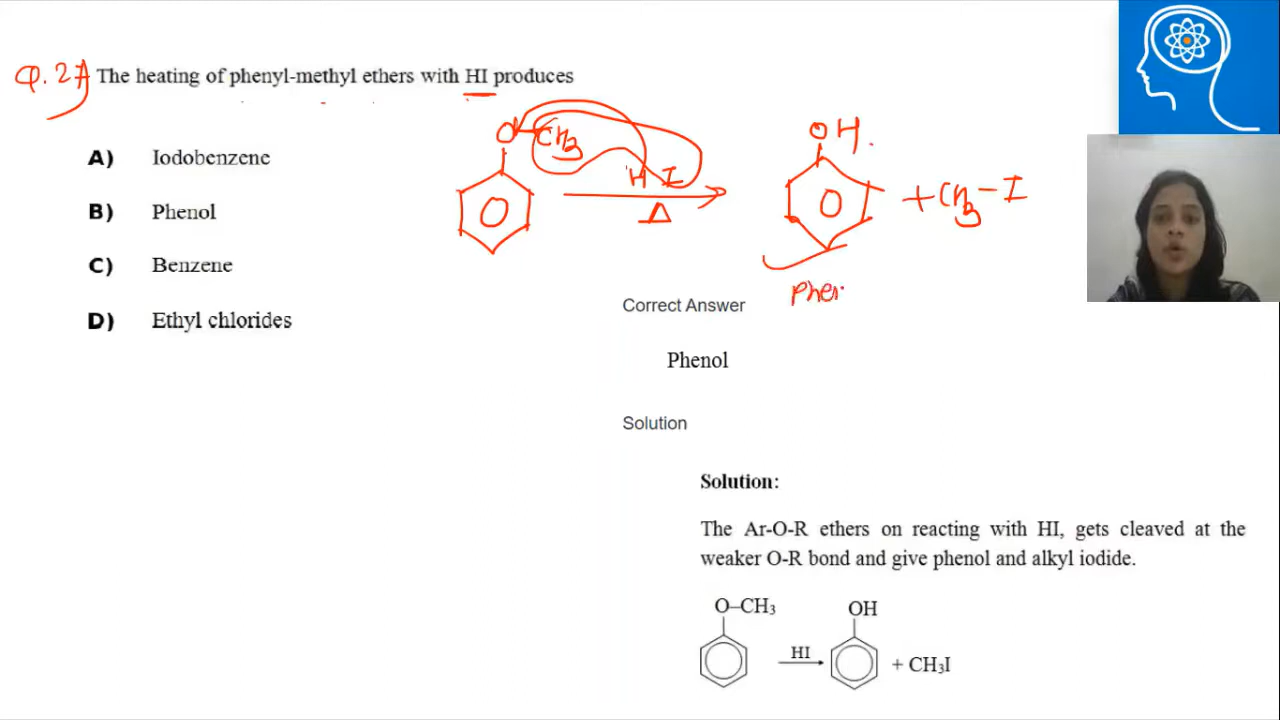 Q. 27) The heating of phenyl-methyl ethers with HI produces
A) Iodobenzene
B) Phenol
C) Benzene
D) Ethyl chlorides
O-CH3
H I
Δ
OH
+ CH3-I
Phen
Correct Answer
Phenol
Solution
Solution:
The Ar-O-R ethers on reacting with HI, gets cleaved at the
weaker O-R bond and give phenol and alkyl iodide.
O–CH3
HI
OH
+ CH3I